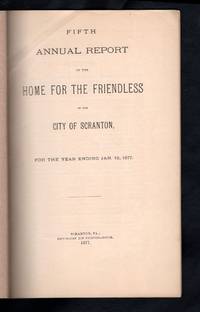 FIFTH
ANNUAL REPORT
OF THE
HOME FOR THE FRIENDLESS
OF THE
CITY OF SCRANTON,
FOR THE YEAR ENDING JAN. 1877.
SCRANTON, PA.:
1877.